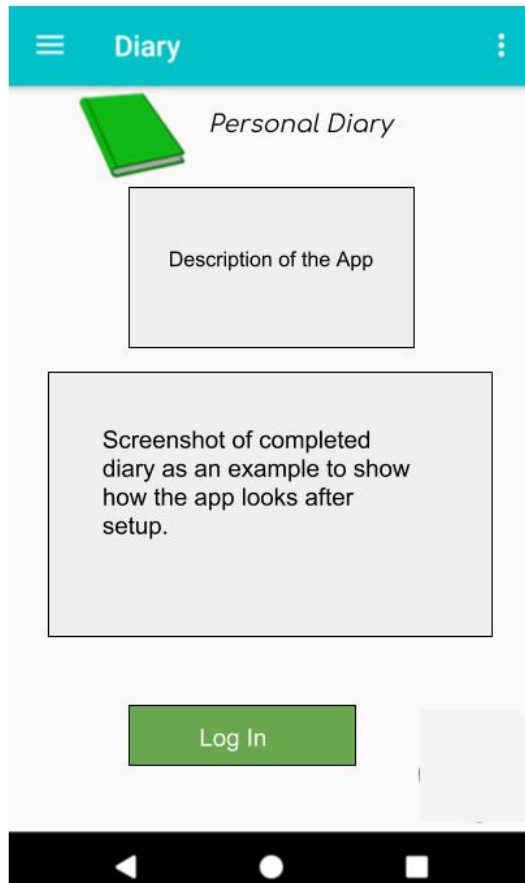 Diary
Personal Diary
Description of the App
Screenshot of completed
diary as an example to show
how the app looks after
setup.
Log In